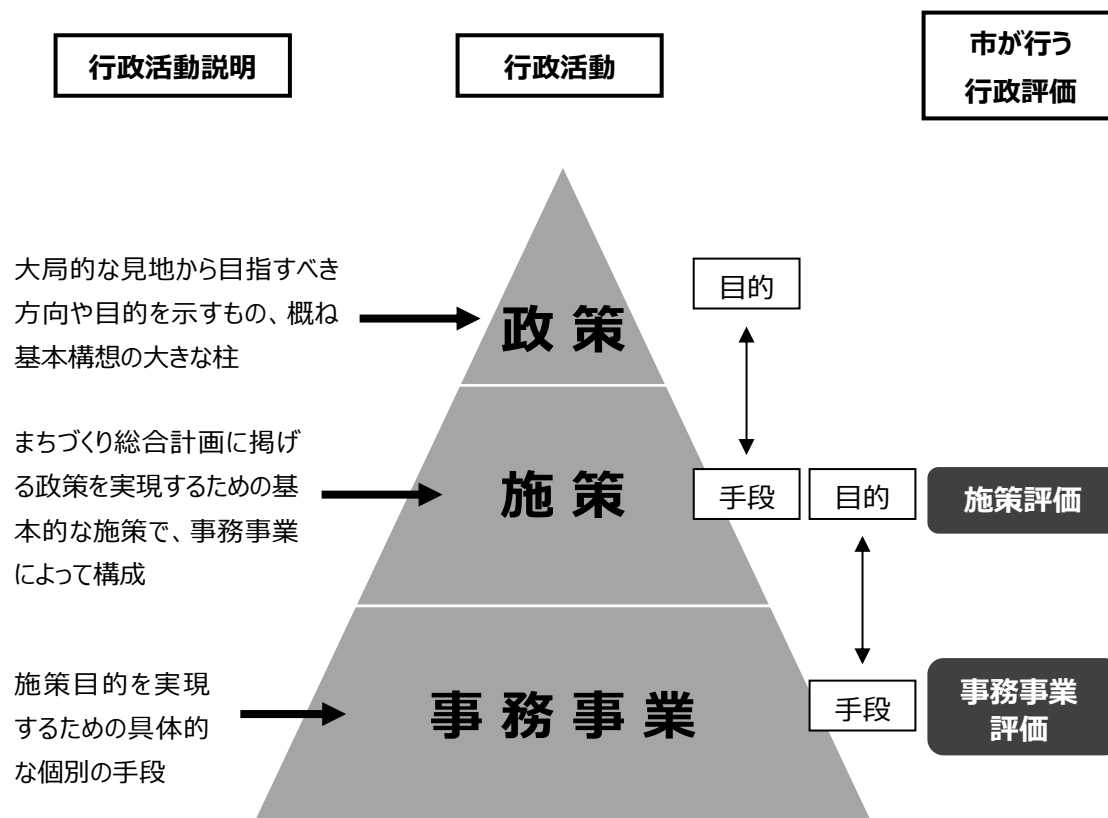 行政活動説明
行政活動
市が行う
行政評価
大局的な見地から目指すべき
方向や目的を示すもの、概ね
基本構想の大きな柱
政策
目的
まちづくり総合計画に掲げ
る政策を実現するための基
本的な施策で、事務事業
によって構成
施策
手段
目的
施策評価
施策目的を実現
するための具体的
な個別の手段
事務事業
手段
事務事業
評価